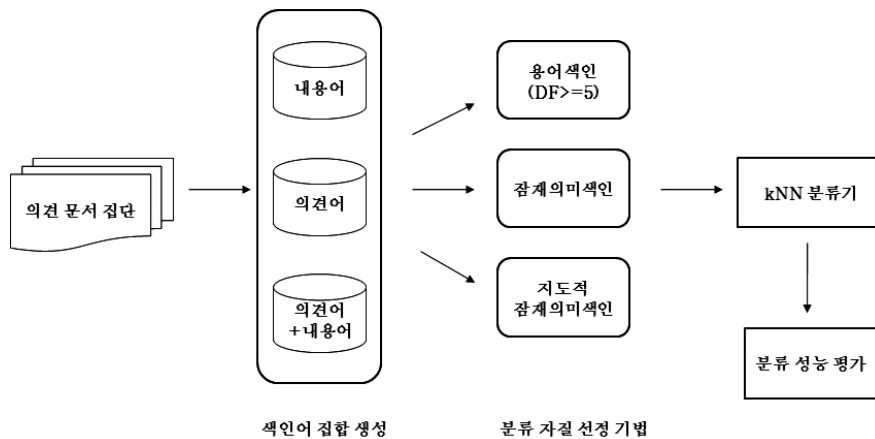 의견 문서 집단
내용어
의견어
의견어
+내용어
색인어 집합 생성
용어색인
(DF>=5)
잠재의미색인
지도적
잠재의미색인
분류 자질 선정 기법
kNN 분류기
분류 성능 평가